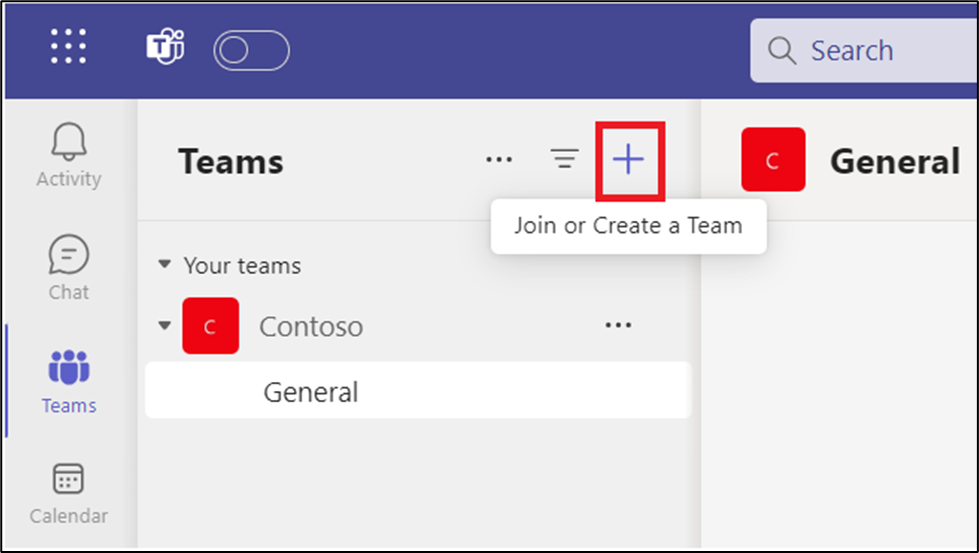 T
Search
Activity
Teams
C
General
Join or Create a Team
Your teams
Chat
C
Contoso
General
Teams
Calendar